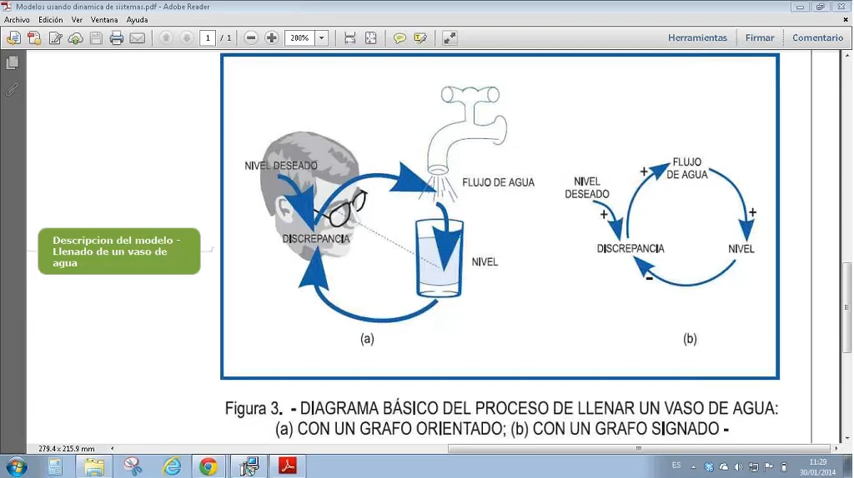 Modelos usando dinamica de sistemas.pdf - Adobe Reader
Archivo Edición Ver Ventana Ayuda
1 / 1 200% Herramientas Firmar Comentario
NIVEL DESEADO
FLUJO DE AGUA
DISCREPANCIA
NIVEL
(a)
FLUJO
DE AGUA
+
NIVEL
DESEADO
+
+
DISCREPANCIA
NIVEL
-
(b)
Descripcion del modelo -
Llenado de un vaso de
agua
Figura 3. - DIAGRAMA BÁSICO DEL PROCESO DE LLENAR UN VASO DE AGUA:
(a) CON UN GRAFO ORIENTADO; (b) CON UN GRAFO SIGNADO -
279.4 x 215.9 mm
ES
11:29
30/01/2014